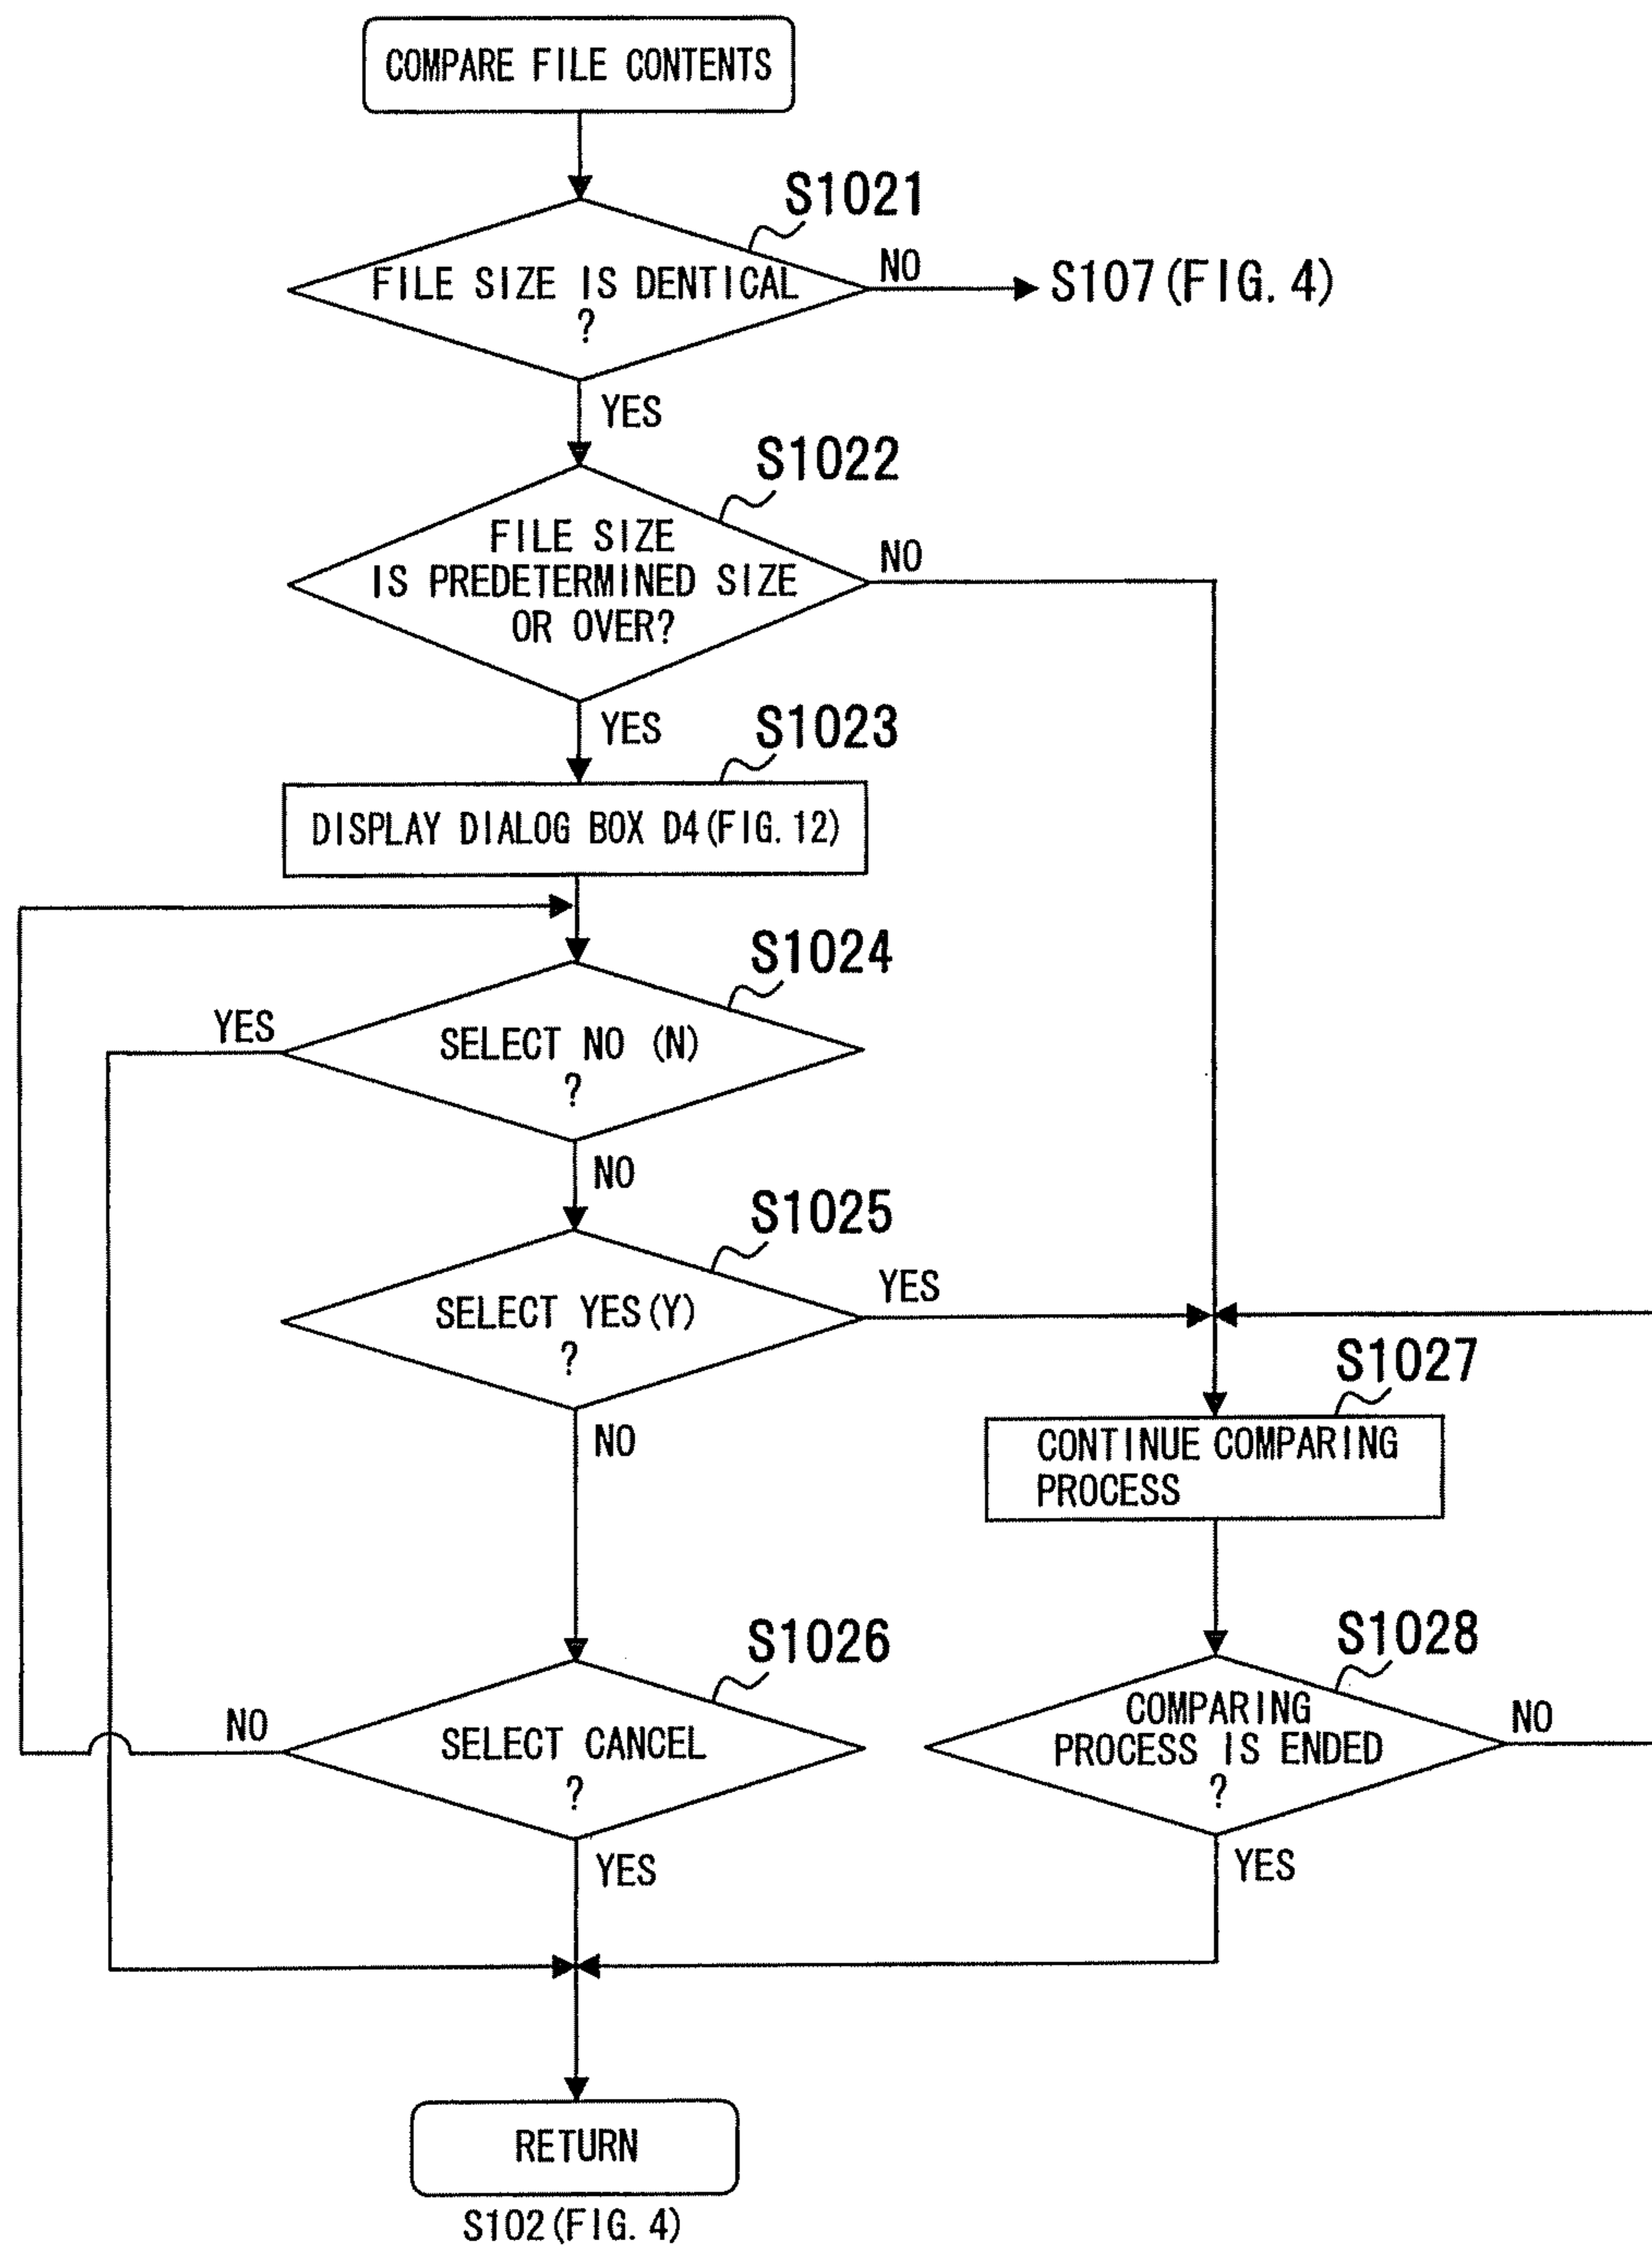 COMPARE FILE CONTENTS
S1021
FILE SIZE IS DENTICAL
?
NO
S107(FIG. 4)
YES
S1022
FILE SIZE
IS PREDETERMINED SIZE
OR OVER?
NO
YES
S1023
DISPLAY DIALOG BOX D4(FIG. 12)
S1024
YES
SELECT NO (N)
?
NO
S1025
SELECT YES(Y)
?
YES
NO
S1027
CONTINUE COMPARING
PROCESS
S1026
NO
SELECT CANCEL
?
YES
S1028
COMPARING
PROCESS IS ENDED
?
NO
YES
RETURN
S102(FIG. 4)